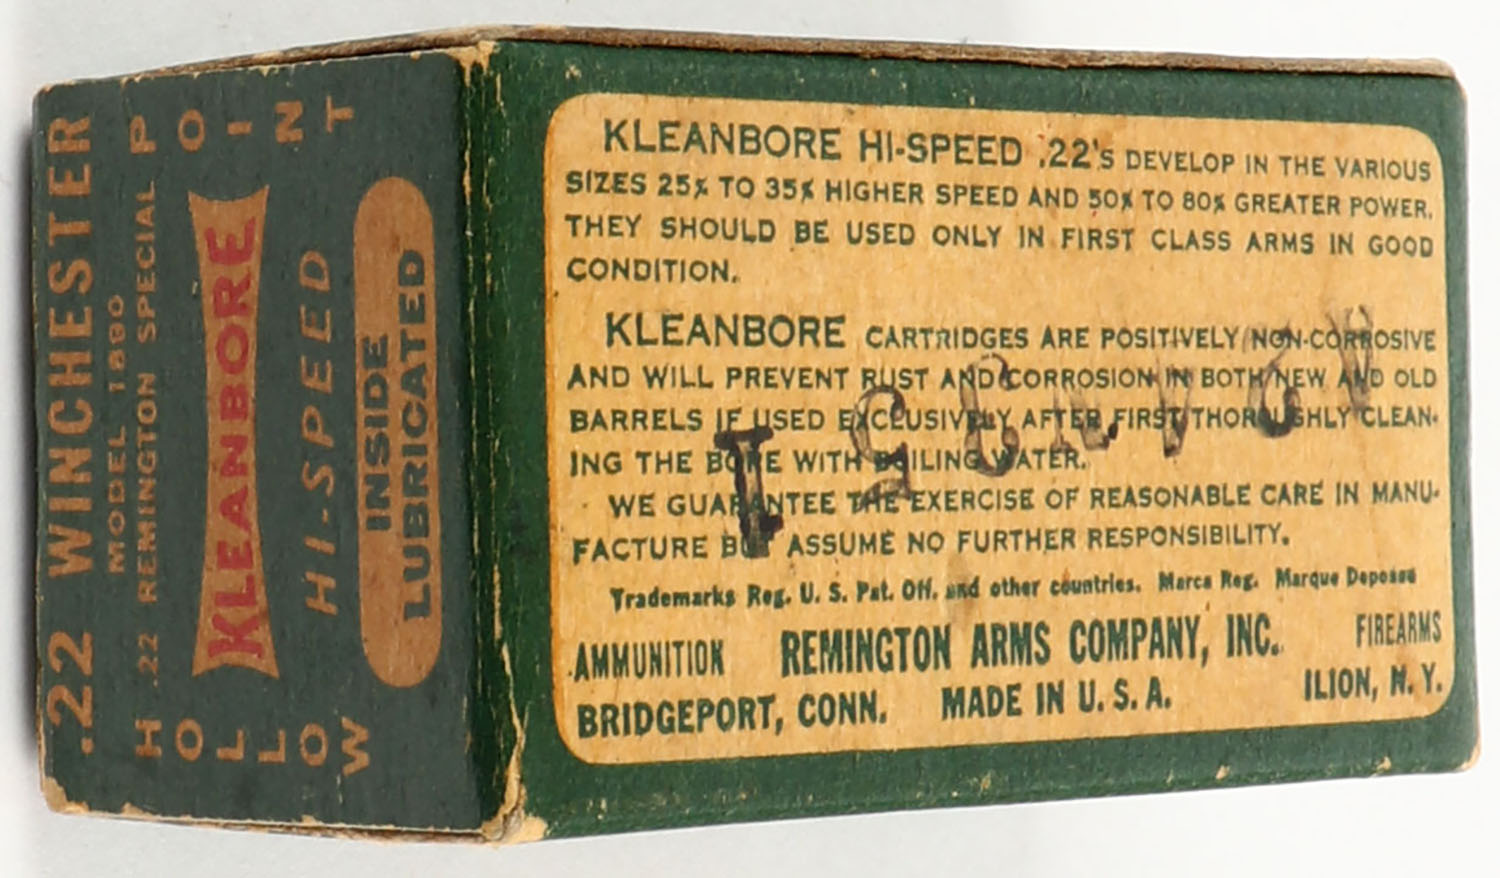 .22 WINCHESTER
MODEL 1890
.22 REMINGTON SPECIAL
HOLLOW POINT
KLEANBORE
HI-SPEED
INSIDE
LUBRICATED
KLEANBORE HI-SPEED .22's DEVELOP IN THE VARIOUS
SIZES 25% TO 35% HIGHER SPEED AND 50% TO 80% GREATER POWER.
THEY SHOULD BE USED ONLY IN FIRST CLASS ARMS IN GOOD
CONDITION.
KLEANBORE CARTRIDGES ARE POSITIVELY NON-CORROSIVE
AND WILL PREVENT RUST AND CORROSION IN BOTH NEW AND OLD
BARRELS IF USED EXCLUSIVELY AFTER FIRST THOROUGHLY CLEAN-
ING THE BORE WITH BOILING WATER.
WE GUARANTEE THE EXERCISE OF REASONABLE CARE IN MANU-
FACTURE BUT ASSUME NO FURTHER RESPONSIBILITY.
Trademarks Reg. U. S. Pat. Off. and other countries. Marca Reg. Marque Deposee
AMMUNITION REMINGTON ARMS COMPANY, INC. FIREARMS
BRIDGEPORT, CONN. MADE IN U. S. A. ILION, N. Y.